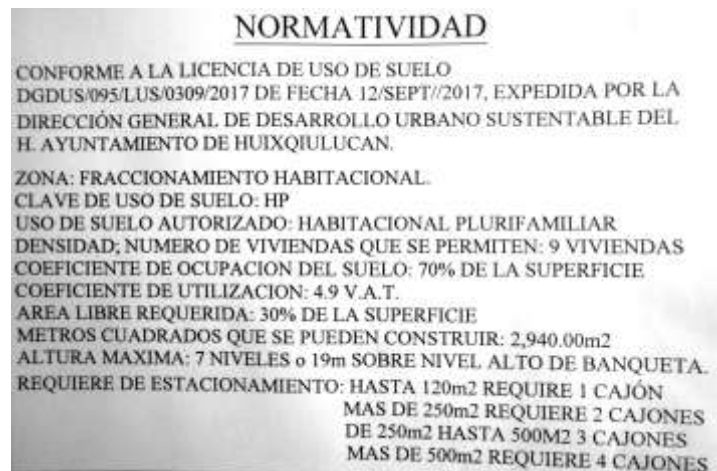 NORMATIVIDAD
CONFORME A LA LICENCIA DE USO DE SUELO
DGDUS/095/LUS/0309/2017 DE FECHA 12/SEPT//2017, EXPEDIDA POR LA
DIRECCIÓN GENERAL DE DESARROLLO URBANO SUSTENTABLE DEL
H. AYUNTAMIENTO DE HUIXQIULUCAN.
ZONA: FRACCIONAMIENTO HABITACIONAL.
CLAVE DE USO DE SUELO: HP
USO DE SUELO AUTORIZADO: HABITACIONAL PLURIFAMILIAR
DENSIDAD; NUMERO DE VIVIENDAS QUE SE PERMITEN: 9 VIVIENDAS
COEFICIENTE DE OCUPACION DEL SUELO: 70% DE LA SUPERFICIE
COEFICIENTE DE UTILIZACION: 4.9 V.A.T.
AREA LIBRE REQUERIDA: 30% DE LA SUPERFICIE
METROS CUADRADOS QUE SE PUEDEN CONSTRUIR: 2,940.00m2
ALTURA MAXIMA: 7 NIVELES o 19m SOBRE NIVEL ALTO DE BANQUETA.
REQUIERE DE ESTACIONAMIENTO: HASTA 120m2 REQUIRE 1 CAJÓN
MAS DE 250m2 REQUIERE 2 CAJONES
DE 250m2 HASTA 500M2 3 CAJONES
MAS DE 500m2 REQUIERE 4 CAJONES